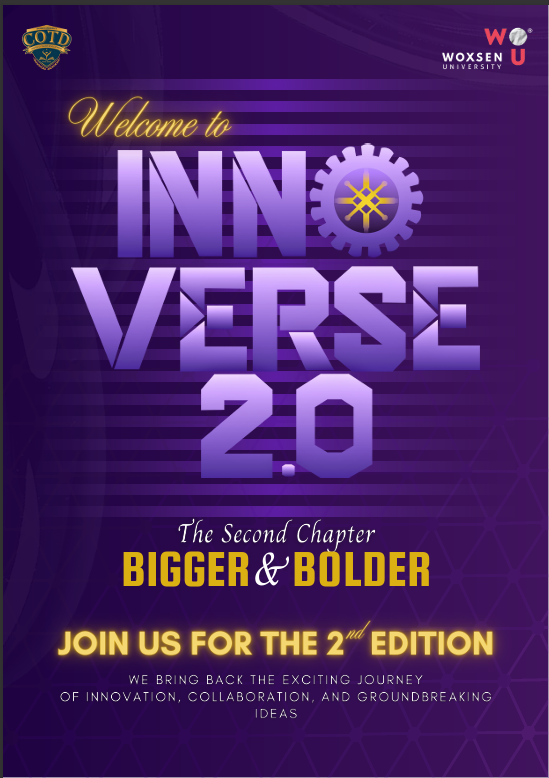 COTD
WOU
WOXSEN
UNIVERSITY
Welcome to
INNO
VERSE
2.0
The Second Chapter
BIGGER & BOLDER
JOIN US FOR THE 2nd EDITION
WE BRING BACK THE EXCITING JOURNEY
OF INNOVATION, COLLABORATION, AND GROUNDBREAKING
IDEAS